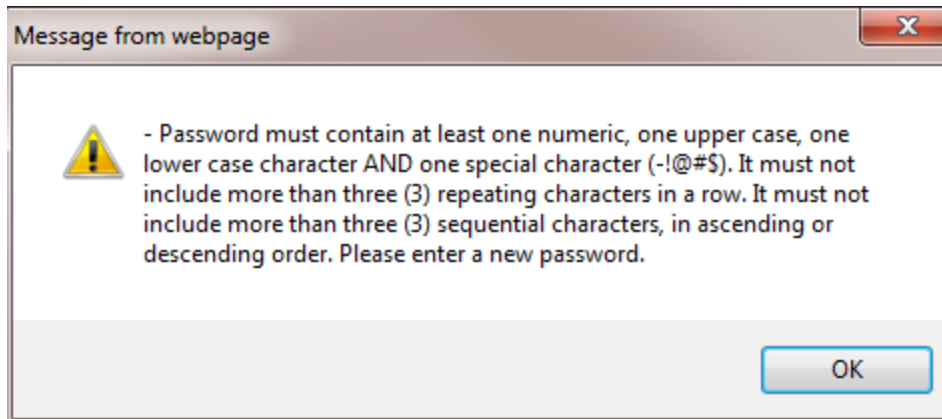 Message from webpage
- Password must contain at least one numeric, one upper case, one
lower case character AND one special character (-!@#$). It must not
include more than three (3) repeating characters in a row. It must not
include more than three (3) sequential characters, in ascending or
descending order. Please enter a new password.
OK